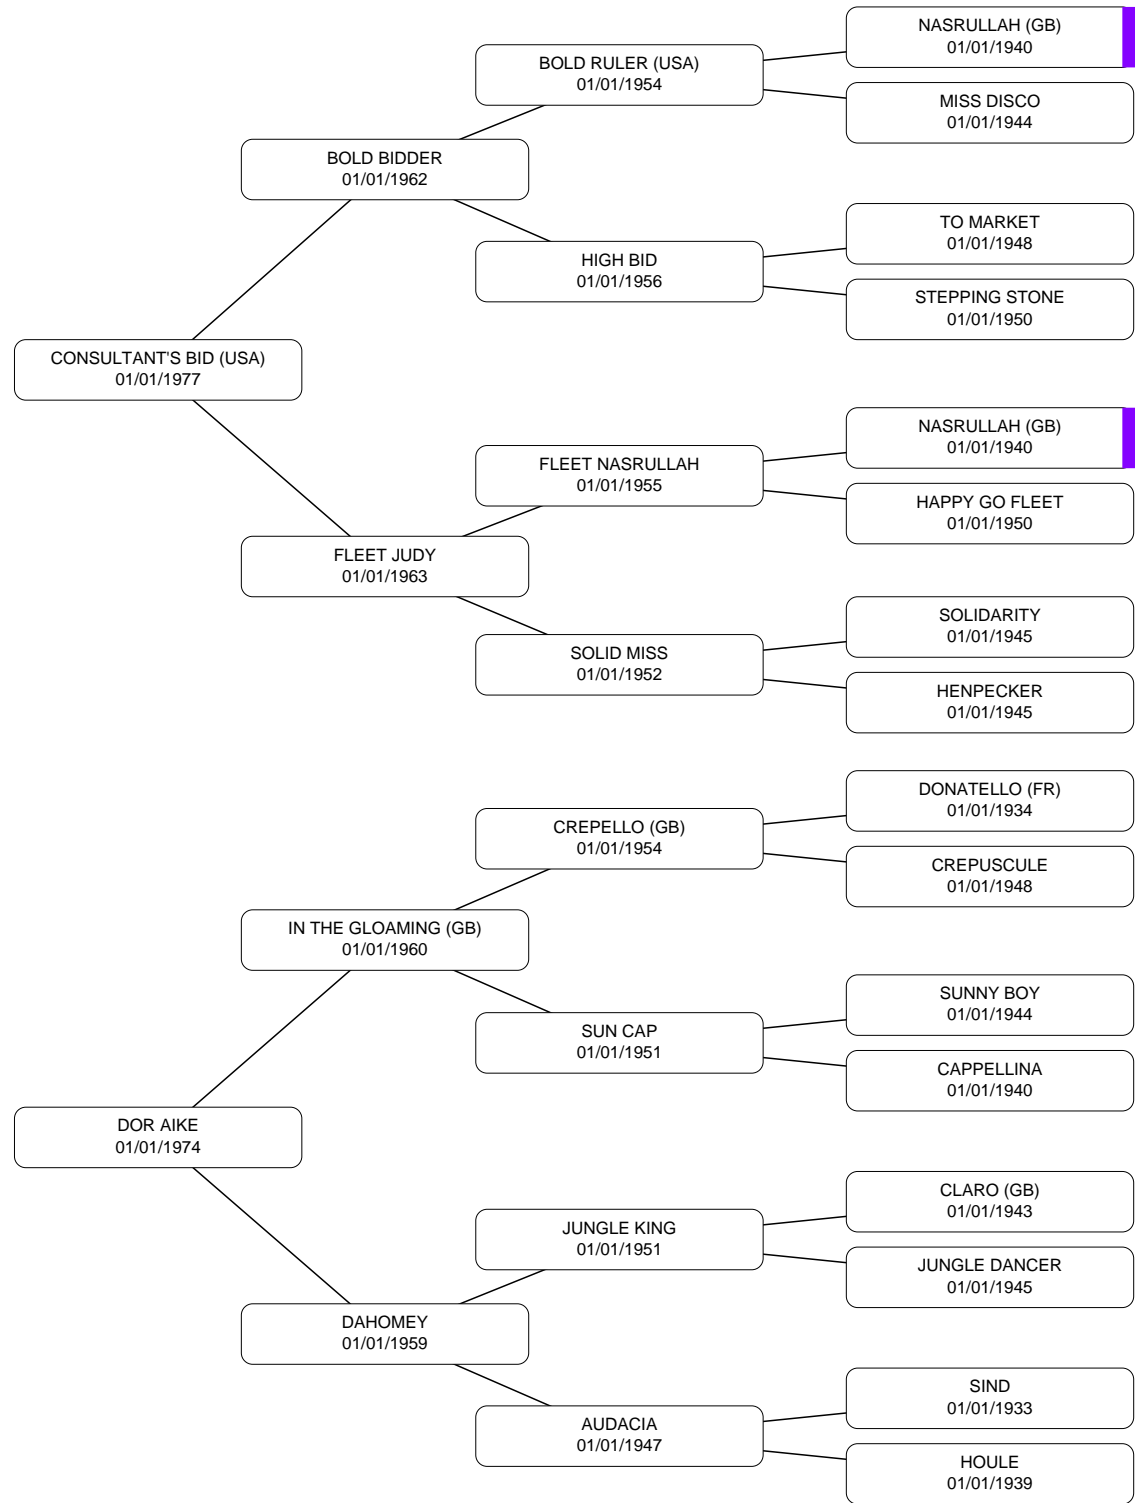 NASRULLAH (GB)
01/01/1940
BOLD RULER (USA)
01/01/1954
MISS DISCO
01/01/1944
BOLD BIDDER
01/01/1962
TO MARKET
01/01/1948
HIGH BID
01/01/1956
STEPPING STONE
01/01/1950
CONSULTANT'S BID (USA)
01/01/1977
NASRULLAH (GB)
01/01/1940
FLEET NASRULLAH
01/01/1955
HAPPY GO FLEET
01/01/1950
FLEET JUDY
01/01/1963
SOLIDARITY
01/01/1945
SOLID MISS
01/01/1952
HENPECKER
01/01/1945
DONATELLO (FR)
01/01/1934
CREPELLO (GB)
01/01/1954
CREPUSCULE
01/01/1948
IN THE GLOAMING (GB)
01/01/1960
SUNNY BOY
01/01/1944
SUN CAP
01/01/1951
CAPPELLINA
01/01/1940
DOR AIKE
01/01/1974
CLARO (GB)
01/01/1943
JUNGLE KING
01/01/1951
JUNGLE DANCER
01/01/1945
DAHOMEY
01/01/1959
SIND
01/01/1933
AUDACIA
01/01/1947
HOULE
01/01/1939